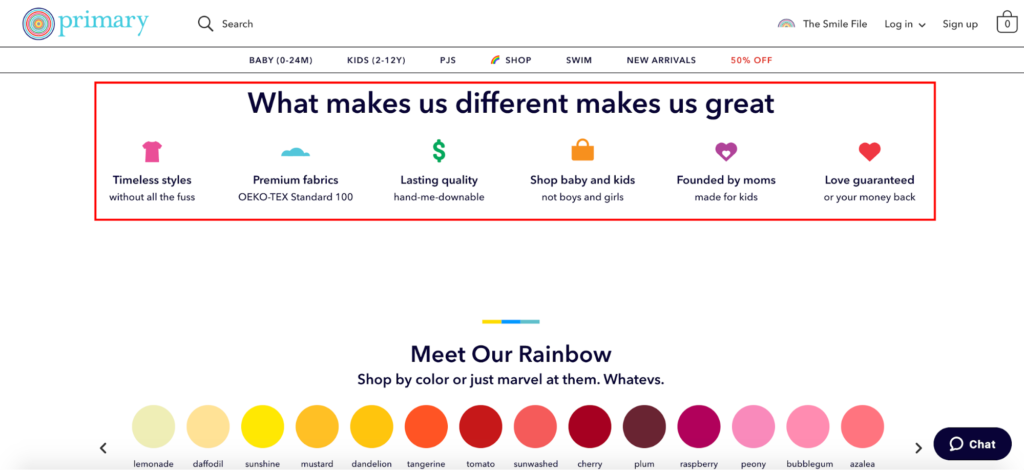 primary
Search
The Smile File
Log in
Sign up
0
BABY (0-24M)
KIDS (2-12Y)
PJS
SHOP
SWIM
NEW ARRIVALS
50% OFF
What makes us different makes us great
$
Timeless styles
without all the fuss
Premium fabrics
OEKO-TEX Standard 100
Lasting quality
hand-me-downable
Shop baby and kids
not boys and girls
Founded by moms
made for kids
Love guaranteed
or your money back
Meet Our Rainbow
Shop by color or just marvel at them. Whatevs.
lemonade
daffodil
sunshine
mustard
dandelion
tangerine
tomato
sunwashed
cherry
plum
raspberry
peony
bubblegum
azalea
Chat